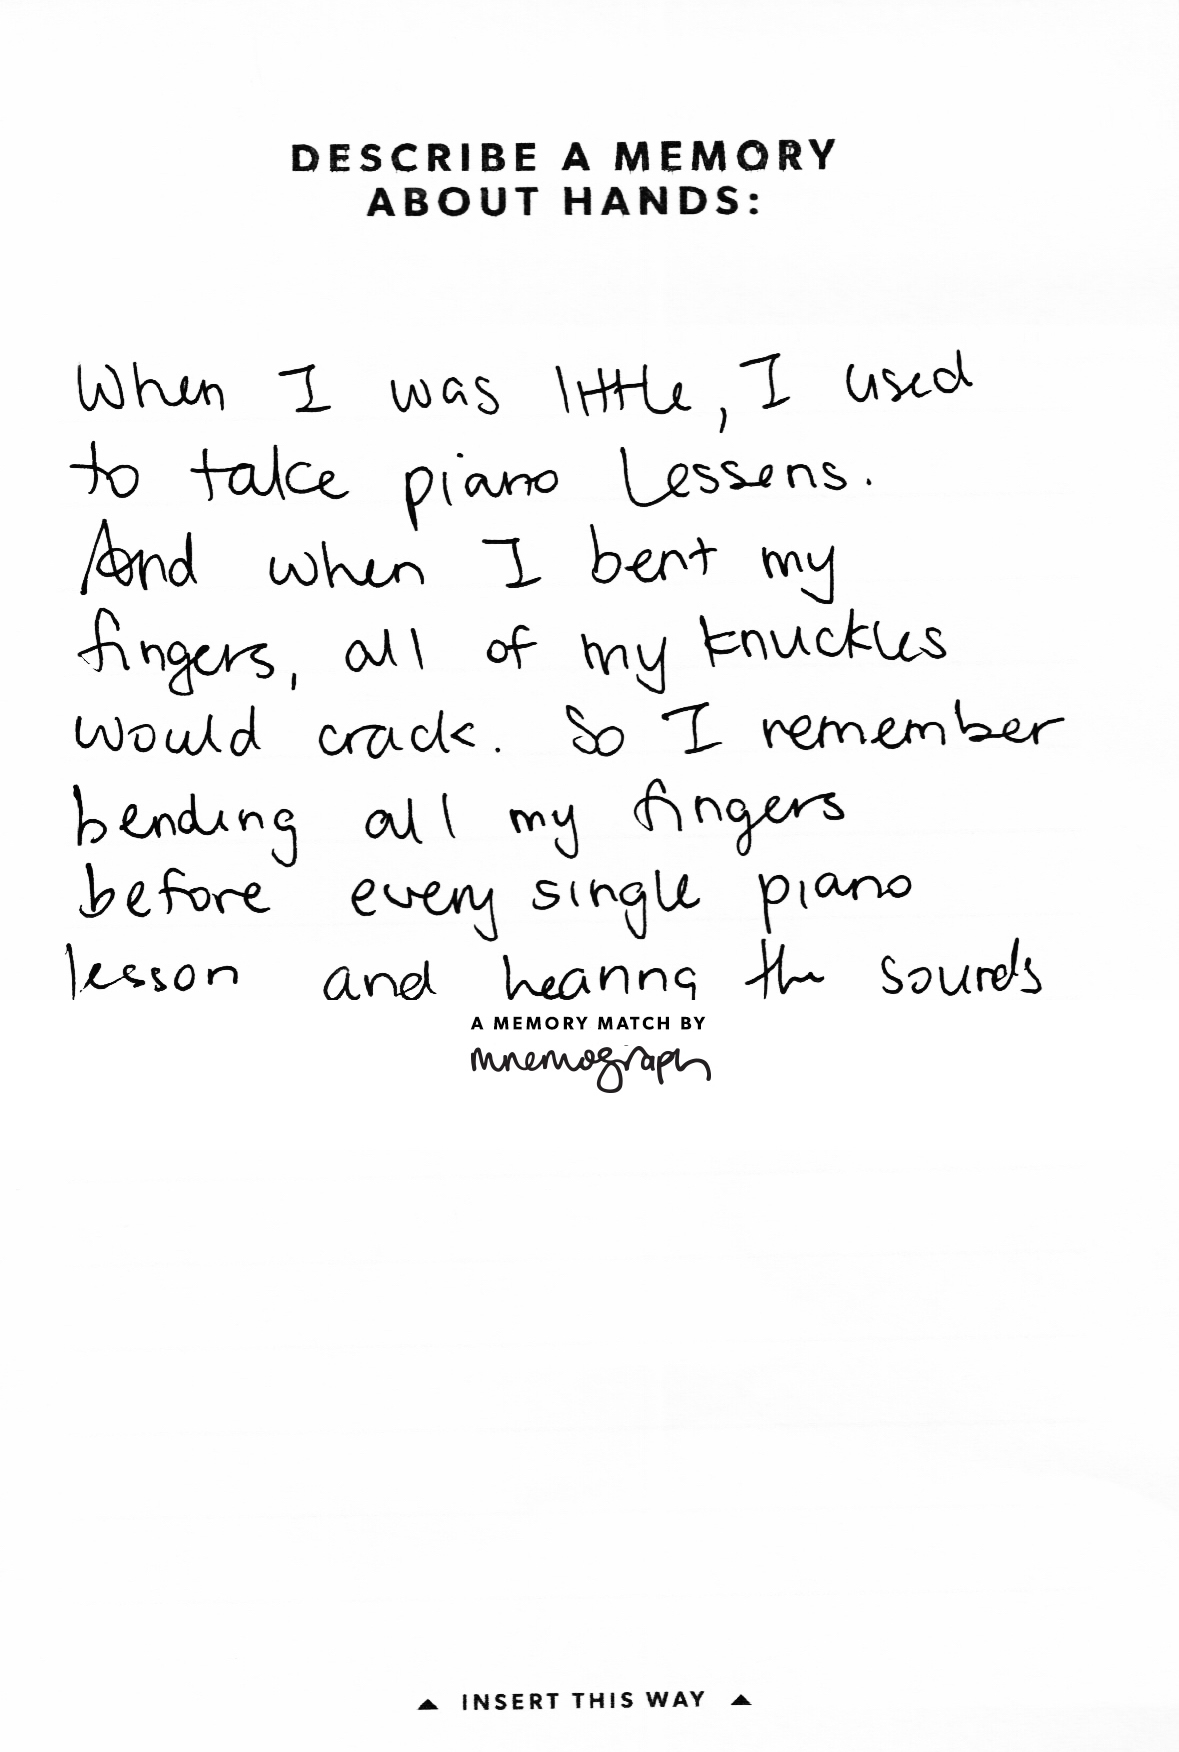 DESCRIBE A MEMORY
ABOUT HANDS:
When I was little, I used
to take piano lessens.
And when I bent my
fingers, all of my knuckles
would crack. So I remember
bending all my fingers
before every single piano
lesson and hearing the sounds
A MEMORY MATCH BY
mnemograph
▲ INSERT THIS WAY ▲